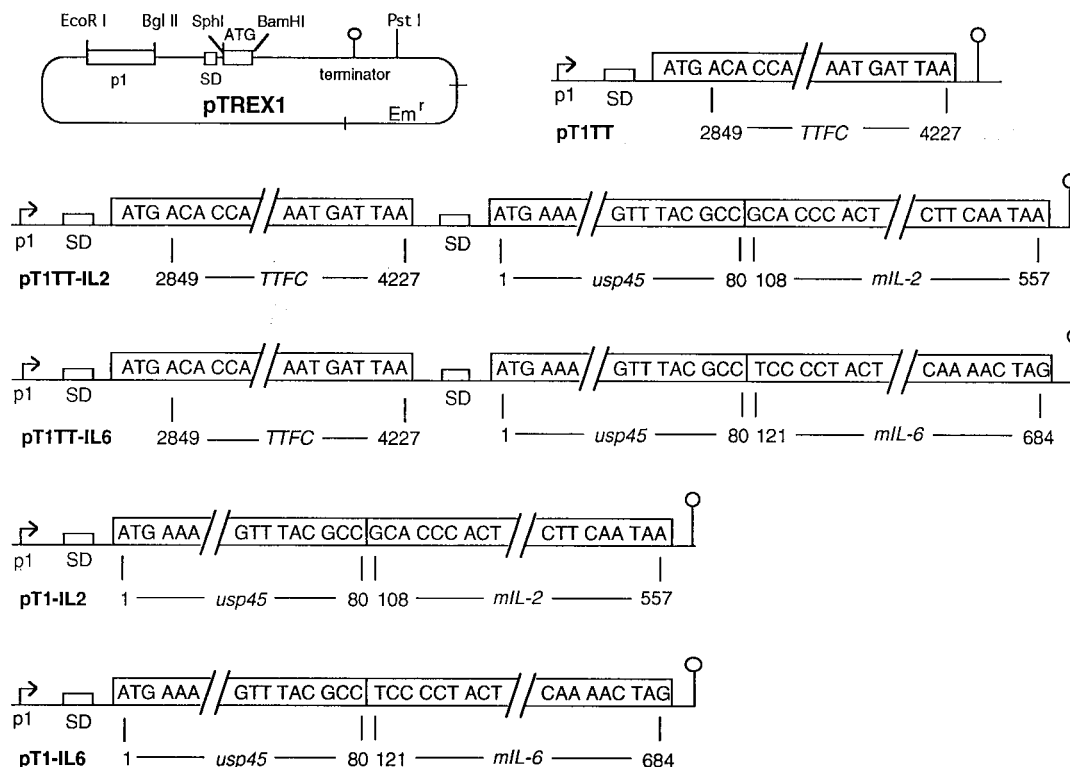 EcoR I Bgl II SphI ATG BamHI Pst I
p1 SD terminator
pTREX1 Em^r
ATG ACA CCA AAT GAT TAA
p1 SD
pT1TT 2849 TTFC 4227
ATG ACA CCA AAT GAT TAA ATG AAA GTT TAC GCC GCA CCC ACT CTT CAA TAA
p1 SD SD
pT1TT-IL2 2849 TTFC 4227 1 usp45 80 108 mIL-2 557
ATG ACA CCA AAT GAT TAA ATG AAA GTT TAC GCC TCC CCT ACT CAA AAC TAG
p1 SD SD
pT1TT-IL6 2849 TTFC 4227 1 usp45 80 121 mIL-6 684
ATG AAA GTT TAC GCC GCA CCC ACT CTT CAA TAA
p1 SD
pT1-IL2 1 usp45 80 108 mIL-2 557
ATG AAA GTT TAC GCC TCC CCT ACT CAA AAC TAG
p1 SD
pT1-IL6 1 usp45 80 121 mIL-6 684